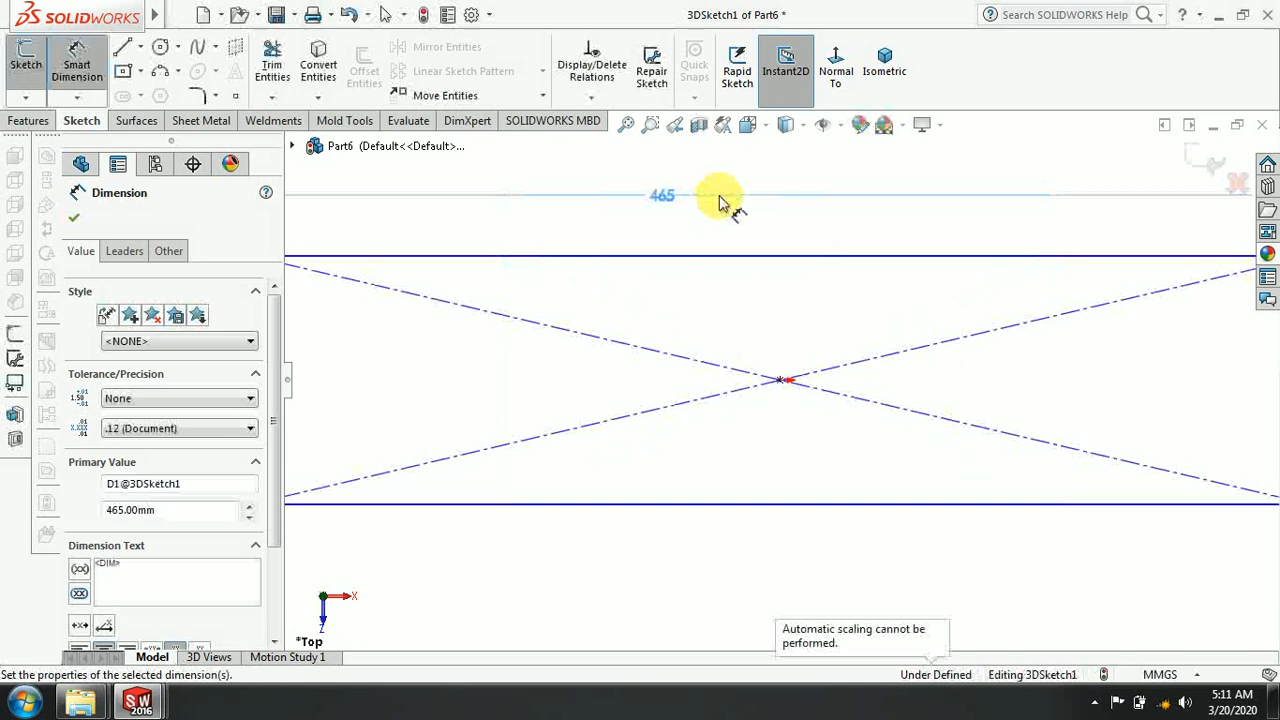 SOLIDWORKS
3DSketch1 of Part6 *
Search SOLIDWORKS Help
?
Sketch
Smart Dimension
Trim Entities
Convert Entities
Offset Entities
Mirror Entities
Linear Sketch Pattern
Move Entities
Display/Delete Relations
Repair Sketch
Quick Snaps
Rapid Sketch
Instant2D
Normal To
Isometric
Features
Sketch
Surfaces
Sheet Metal
Weldments
Mold Tools
Evaluate
DimXpert
SOLIDWORKS MBD
Part6 (Default<<Default>...
Dimension
?
Value
Leaders
Other
Style
<NONE>
Tolerance/Precision
None
.12 (Document)
Primary Value
D1@3DSketch1
465.00mm
Dimension Text
<DIM>
(xx)
(xx)
465
X
Z
*Top
Automatic scaling cannot be
performed.
Model
3D Views
Motion Study 1
Set the properties of the selected dimension(s).
Under Defined
Editing 3DSketch1
MMGS
SW
2016
5:11 AM
3/20/2020